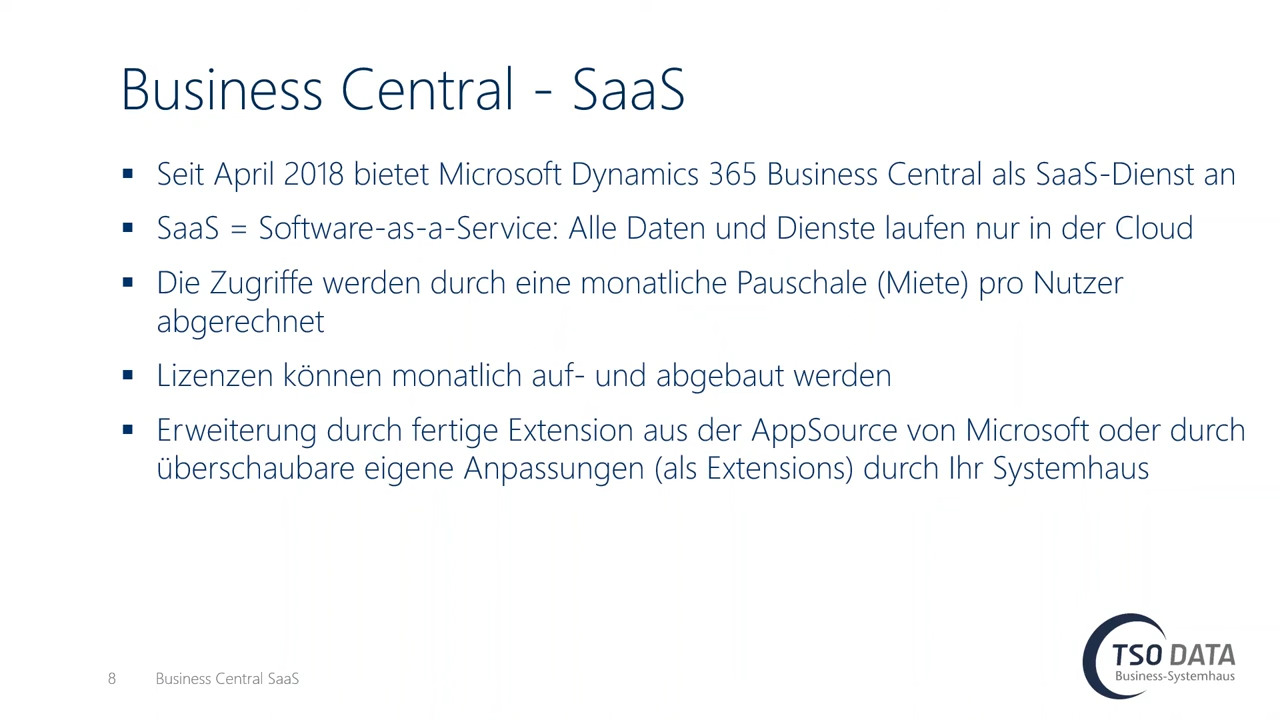 Business Central - SaaS
▪ Seit April 2018 bietet Microsoft Dynamics 365 Business Central als SaaS-Dienst an
▪ SaaS = Software-as-a-Service: Alle Daten und Dienste laufen nur in der Cloud
▪ Die Zugriffe werden durch eine monatliche Pauschale (Miete) pro Nutzer
abgerechnet
▪ Lizenzen können monatlich auf- und abgebaut werden
▪ Erweiterung durch fertige Extension aus der AppSource von Microsoft oder durch
überschaubare eigene Anpassungen (als Extensions) durch Ihr Systemhaus
TSO DATA
Business-Systemhaus
8 Business Central SaaS